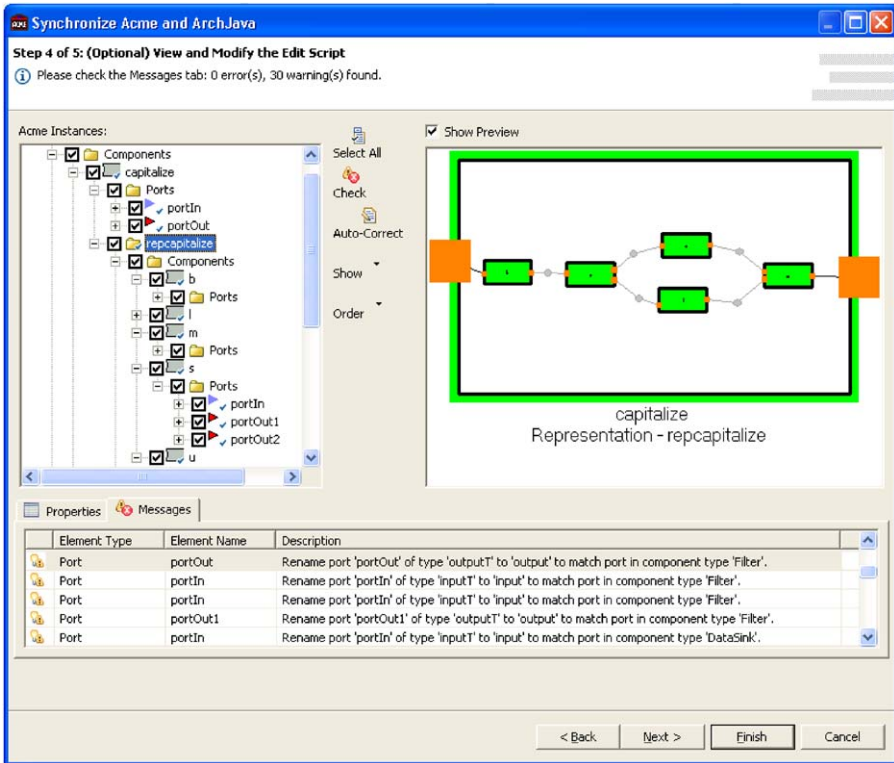 Synchronize Acme and ArchJava
Step 4 of 5: (Optional) View and Modify the Edit Script
Please check the Messages tab: 0 error(s), 30 warning(s) found.
Acme Instances:
Components
capitalize
Ports
portIn
portOut
repcapitalize
Components
b
Ports
l
m
Ports
s
Ports
portIn
portOut1
portOut2
u
Select All
Check
Auto-Correct
Show
Order
Show Preview
capitalize
Representation - repcapitalize
Properties
Messages
Element Type Element Name Description
Port portOut Rename port 'portOut' of type 'outputT' to 'output' to match port in component type 'Filter'.
Port portIn Rename port 'portIn' of type 'inputT' to 'input' to match port in component type 'Filter'.
Port portIn Rename port 'portIn' of type 'inputT' to 'input' to match port in component type 'Filter'.
Port portOut1 Rename port 'portOut1' of type 'outputT' to 'output' to match port in component type 'Filter'.
Port portIn Rename port 'portIn' of type 'inputT' to 'input' to match port in component type 'DataSink'.
< Back
Next >
Finish
Cancel